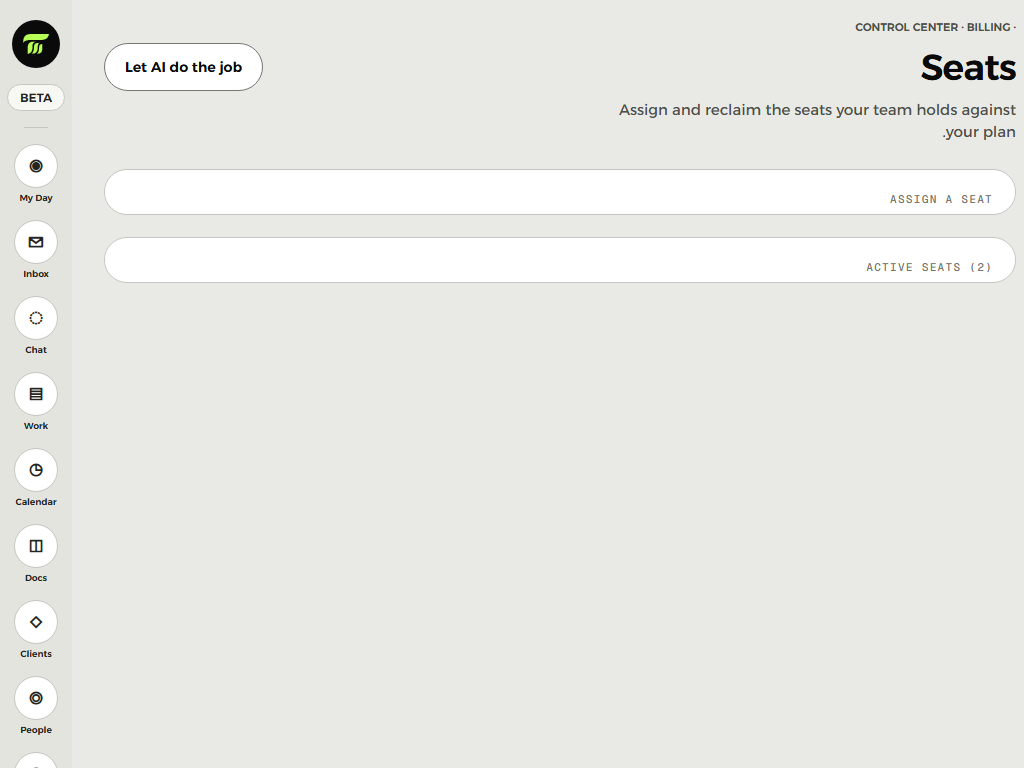 BETA
My Day
Inbox
Chat
Work
Calendar
Docs
Clients
People
CONTROL CENTER · BILLING ·
Let AI do the job
Seats
Assign and reclaim the seats your team holds against
.your plan
ASSIGN A SEAT
ACTIVE SEATS (2)